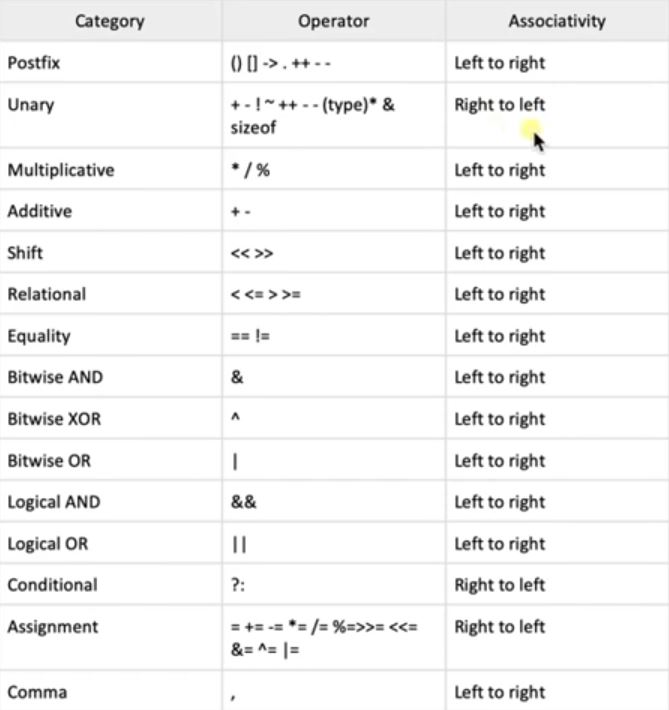 Category Operator Associativity
Postfix () [] -> . ++ - - Left to right
Unary + - ! ~ ++ - - (type)* & Right to left
sizeof
Multiplicative * / % Left to right
Additive + - Left to right
Shift << >> Left to right
Relational < <= > >= Left to right
Equality == != Left to right
Bitwise AND & Left to right
Bitwise XOR ^ Left to right
Bitwise OR | Left to right
Logical AND && Left to right
Logical OR || Left to right
Conditional ?: Right to left
Assignment = += -= *= /= %=>>= <<= Right to left
&= ^= |=
Comma , Left to right